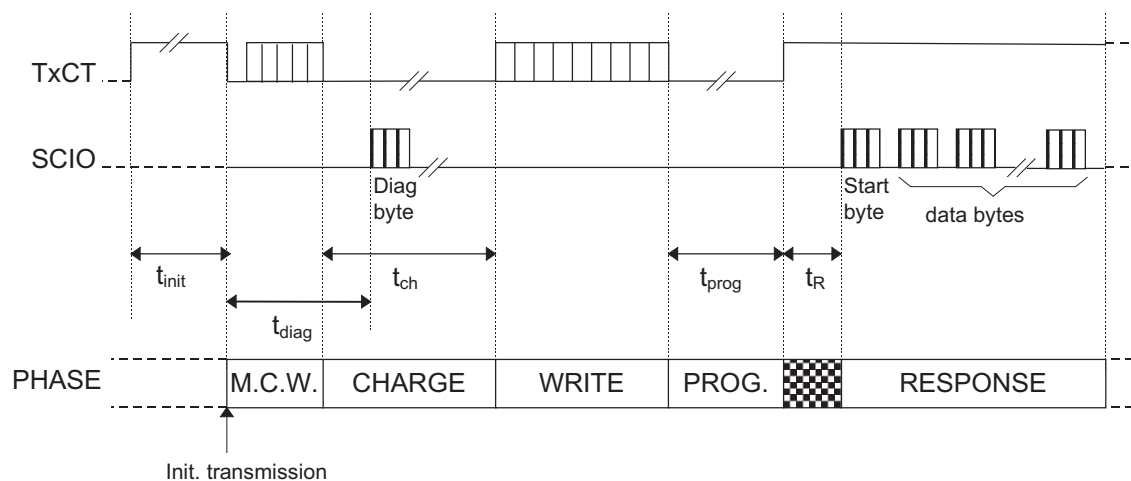 TxCT
SCIO
Diag
byte
Start
byte
data bytes
tinit
tch
tprog
tR
tdiag
PHASE
M.C.W.
CHARGE
WRITE
PROG.
RESPONSE
Init. transmission